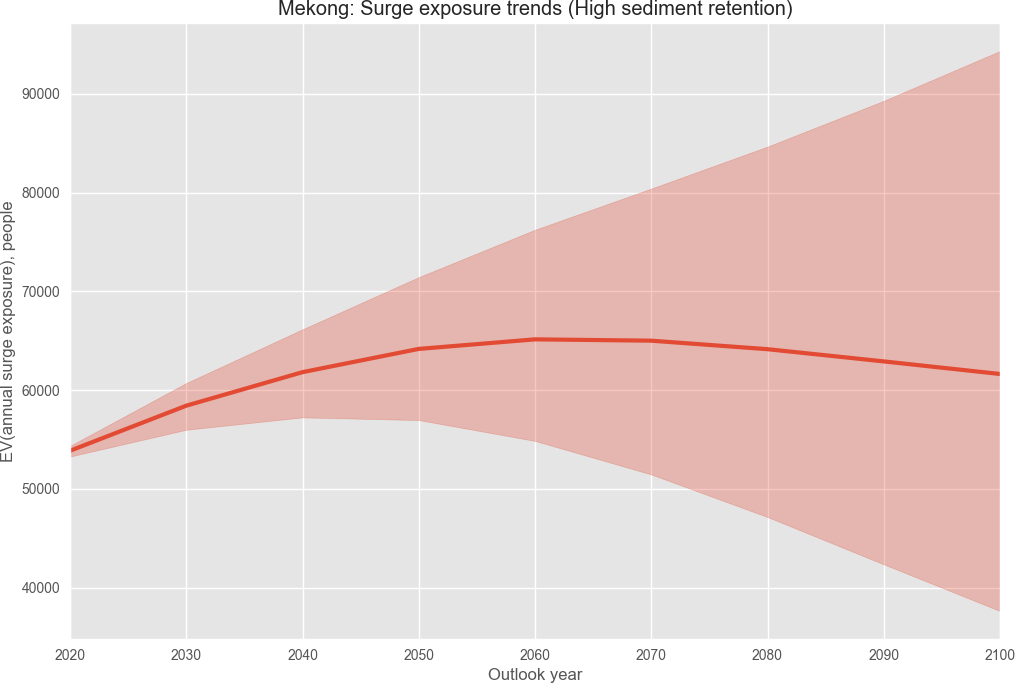 Mekong: Surge exposure trends (High sediment retention)
EV(annual surge exposure), people
90000
80000
70000
60000
50000
40000
2020 2030 2040 2050 2060 2070 2080 2090 2100
Outlook year